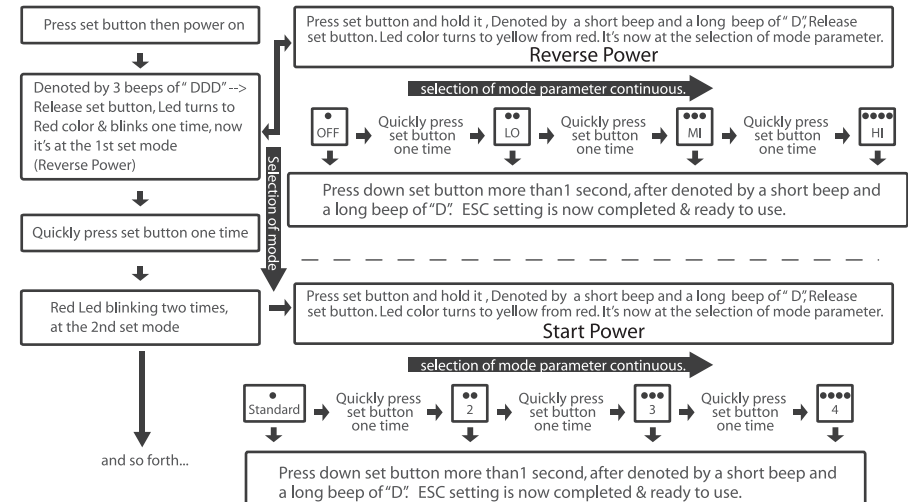 Press set button then power on
Denoted by 3 beeps of “ DDD” -->
Release set button, Led turns to
Red color & blinks one time, now
it’s at the 1st set mode
(Reverse Power)
Quickly press set button one time
Red Led blinking two times,
at the 2nd set mode
and so forth...
Selection of mode
Press set button and hold it , Denoted by a short beep and a long beep of “ D”, Release
set button. Led color turns to yellow from red. It’s now at the selection of mode parameter.
Reverse Power
selection of mode parameter continuous.
OFF
Quickly press
set button
one time
LO
Quickly press
set button
one time
MI
Quickly press
set button
one time
HI
Press down set button more than1 second, after denoted by a short beep and
a long beep of “D”. ESC setting is now completed & ready to use.
Press set button and hold it , Denoted by a short beep and a long beep of “ D”, Release
set button. Led color turns to yellow from red. It’s now at the selection of mode parameter.
Start Power
selection of mode parameter continuous.
Standard
Quickly press
set button
one time
2
Quickly press
set button
one time
3
Quickly press
set button
one time
4
Press down set button more than1 second, after denoted by a short beep and
a long beep of “D”. ESC setting is now completed & ready to use.